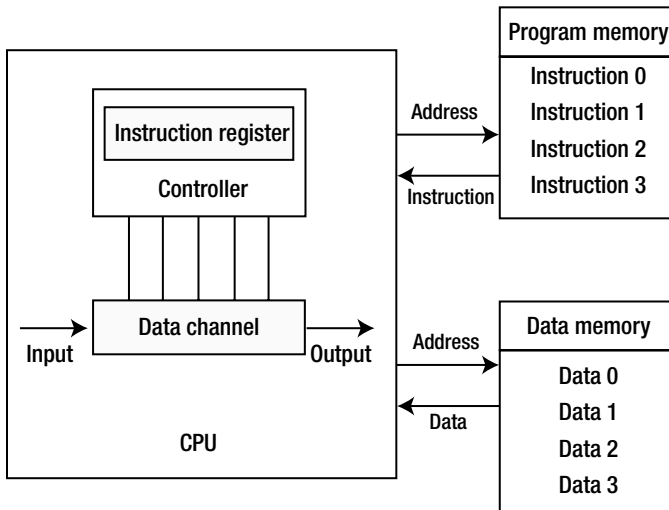 Program memory
Instruction 0
Instruction 1
Instruction 2
Instruction 3
Address
Instruction
Instruction register
Controller
Data channel
Input
Output
CPU
Address
Data
Data memory
Data 0
Data 1
Data 2
Data 3